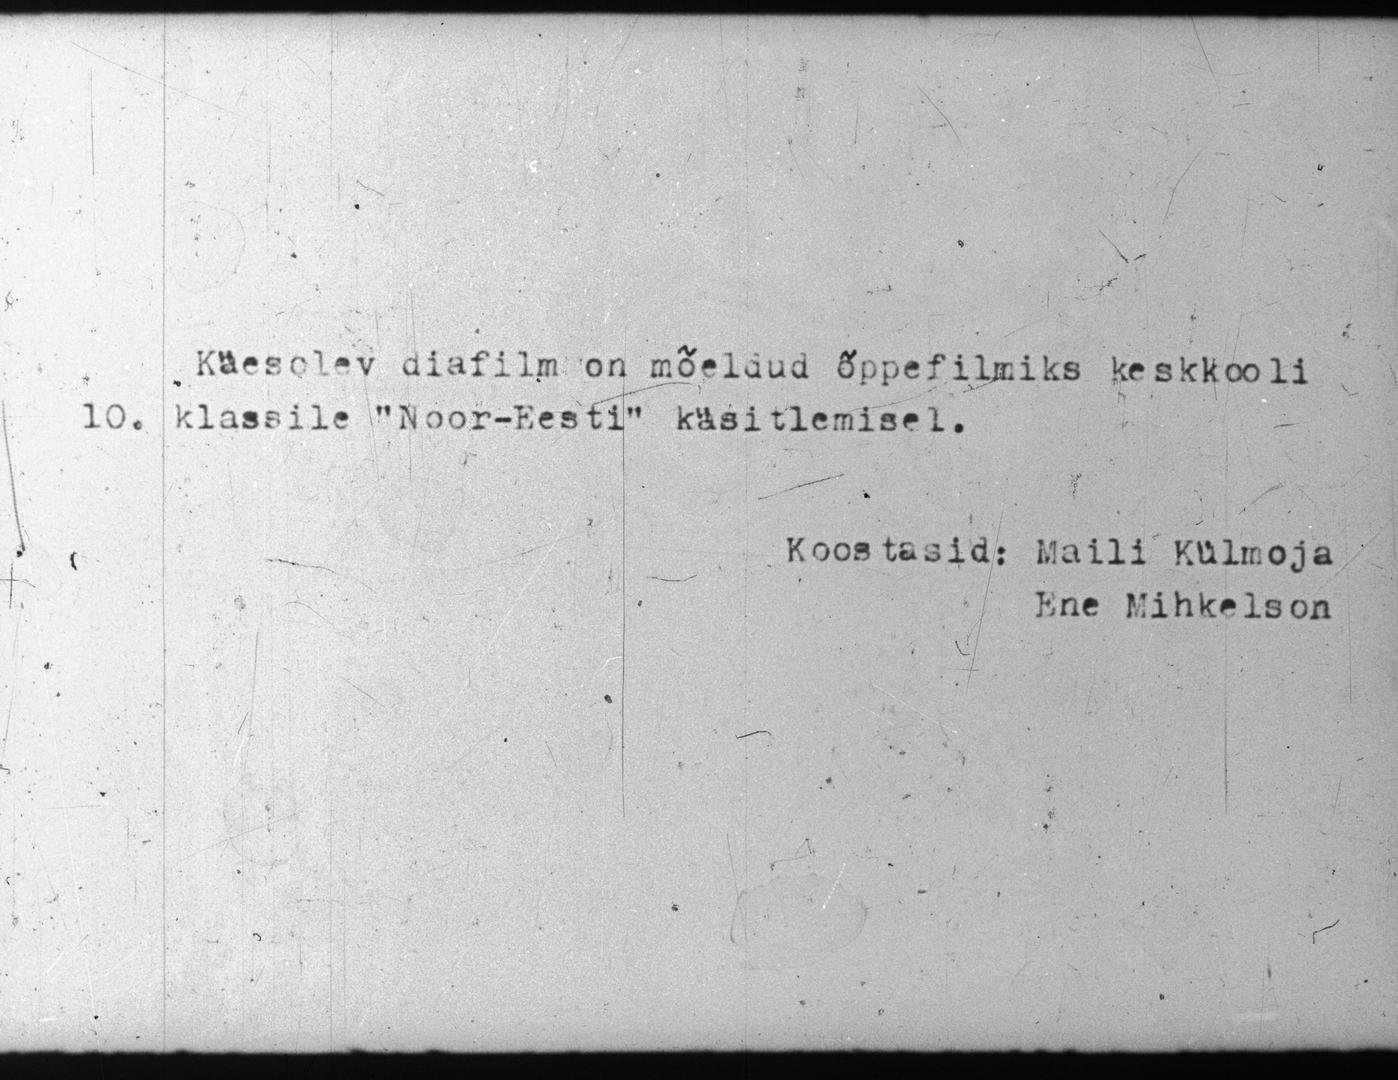 Käesolev diafilm on mõeldud õppefilmiks keskkooli
10. klassile "Noor-Eesti" käsitlemisel.
Koostasid: Maili Külmoja
Ene Mihkelson